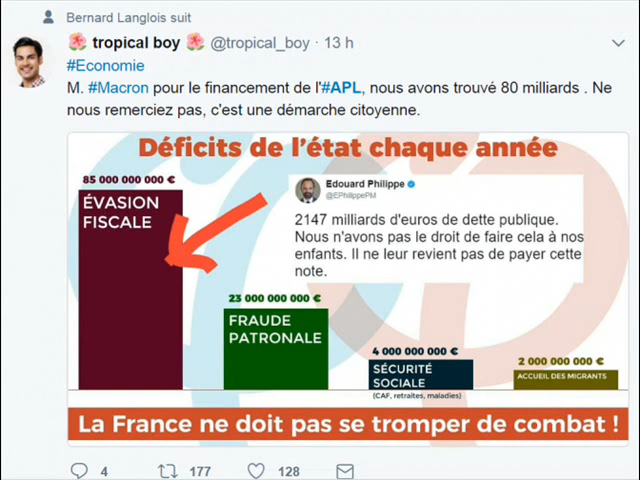 Bernard Langlois suit
🌺 tropical boy 🌺 @tropical_boy · 13 h
#Economie
M. #Macron pour le financement de l'#APL, nous avons trouvé 80 milliards . Ne
nous remerciez pas, c'est une démarche citoyenne.
Déficits de l'état chaque année
85 000 000 000 €
ÉVASION
FISCALE
Edouard Philippe
@EPhilippePM
2147 milliards d'euros de dette publique.
Nous n'avons pas le droit de faire cela à nos
enfants. Il ne leur revient pas de payer cette
note.
23 000 000 000 €
FRAUDE
PATRONALE
4 000 000 000 €
SÉCURITÉ
SOCIALE
(CAF, retraites, maladies)
2 000 000 000 €
ACCUEIL DES MIGRANTS
La France ne doit pas se tromper de combat !
4 177 128